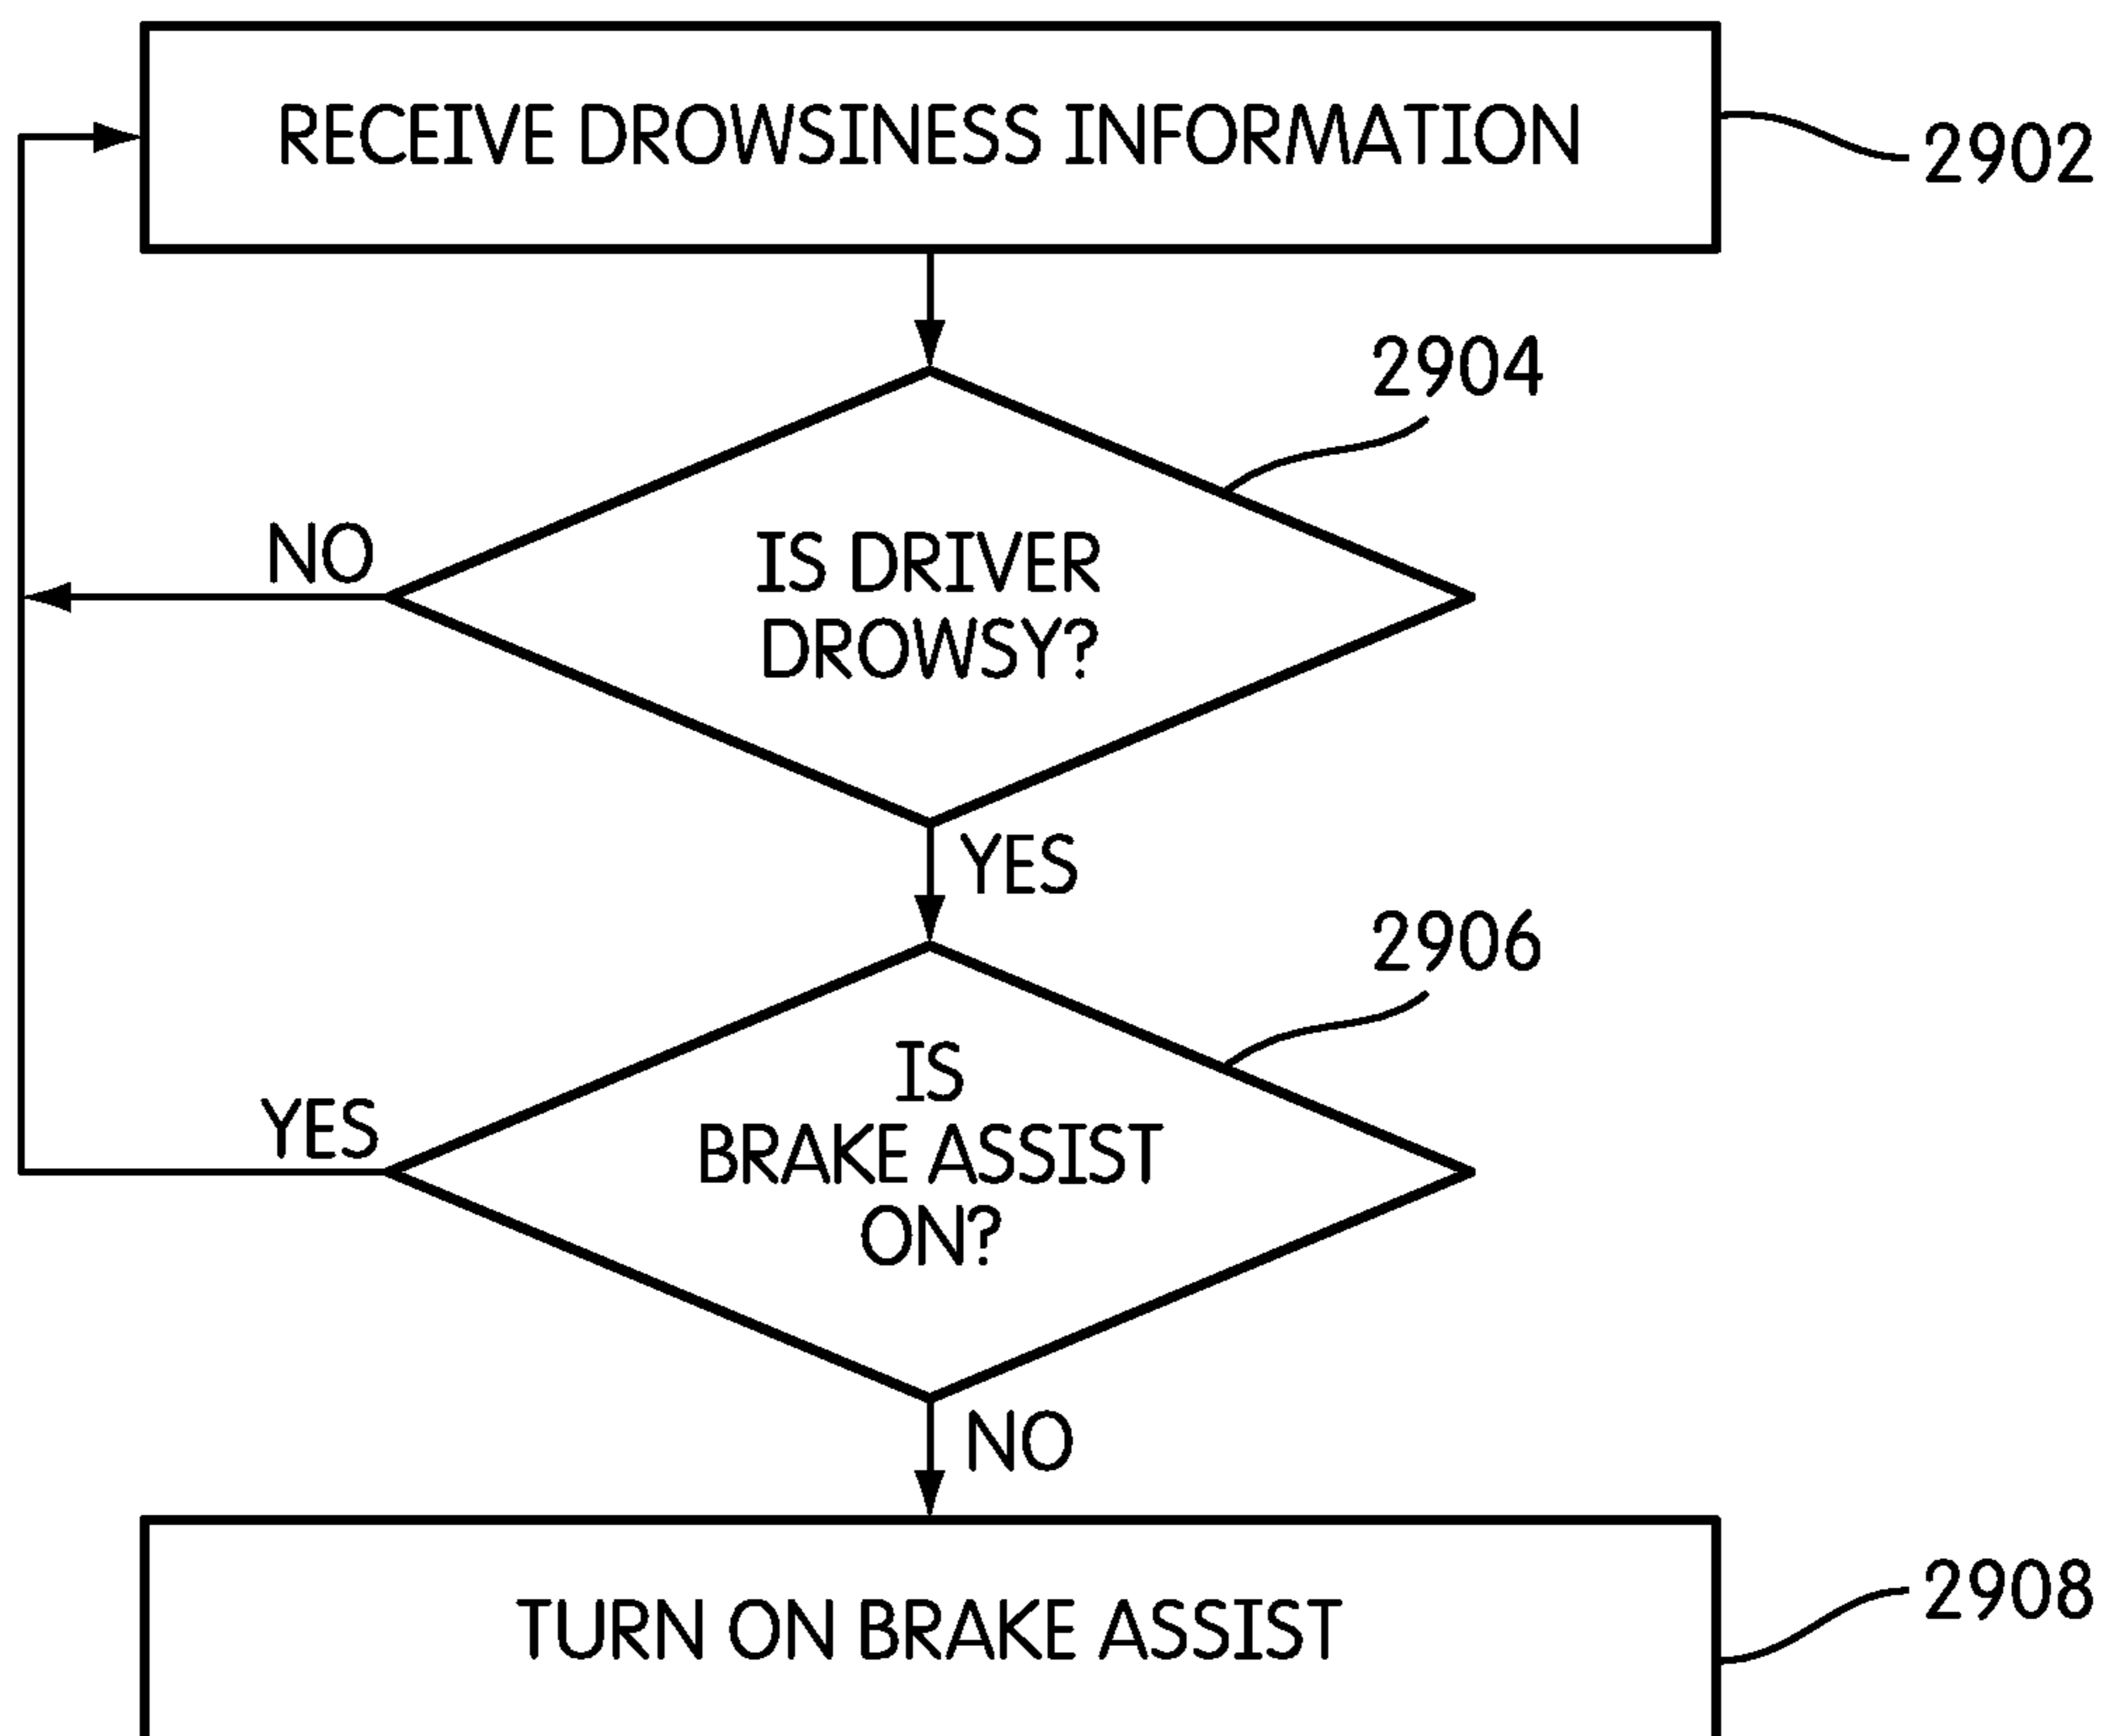 RECEIVE DROWSINESS INFORMATION
2902
2904
NO
IS DRIVER
DROWSY?
YES
2906
IS
BRAKE ASSIST
ON?
YES
NO
TURN ON BRAKE ASSIST
2908